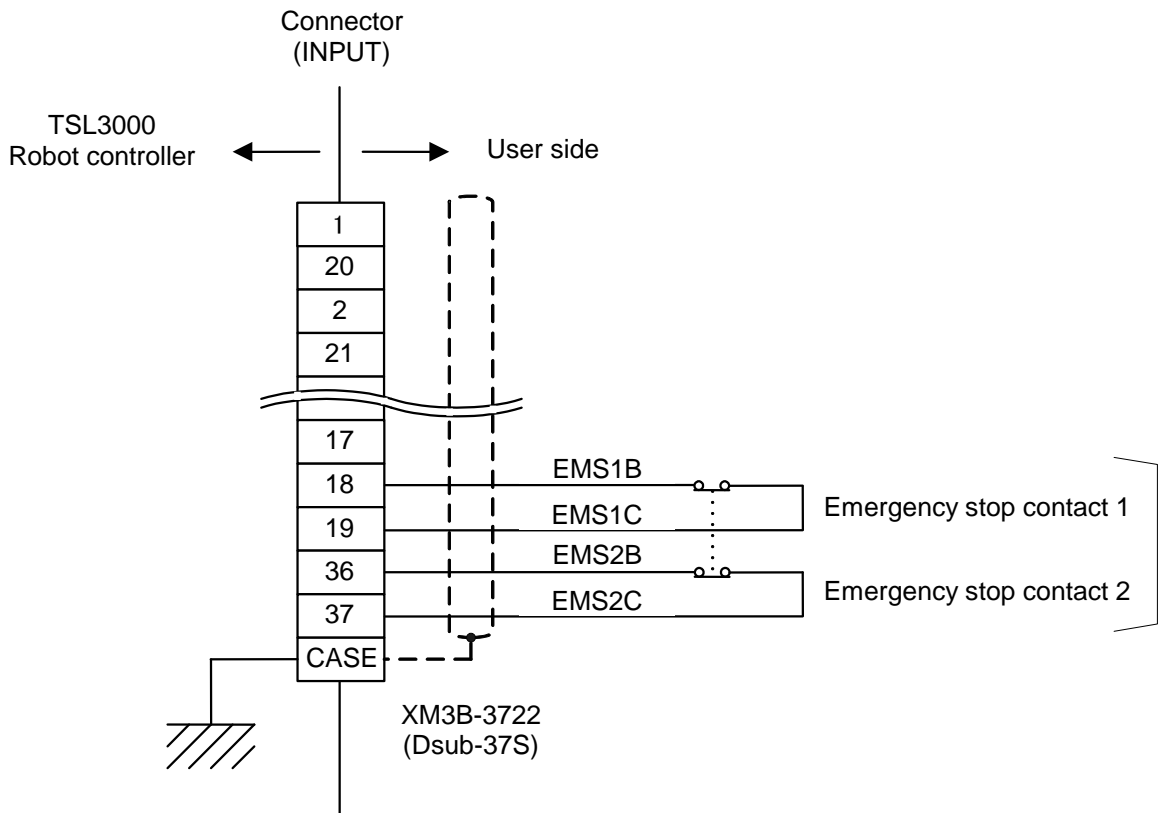 Connector
(INPUT)
TSL3000
Robot controller
User side
1
20
2
21
17
18
19
36
37
CASE
EMS1B
EMS1C
EMS2B
EMS2C
Emergency stop contact 1
Emergency stop contact 2
XM3B-3722
(Dsub-37S)